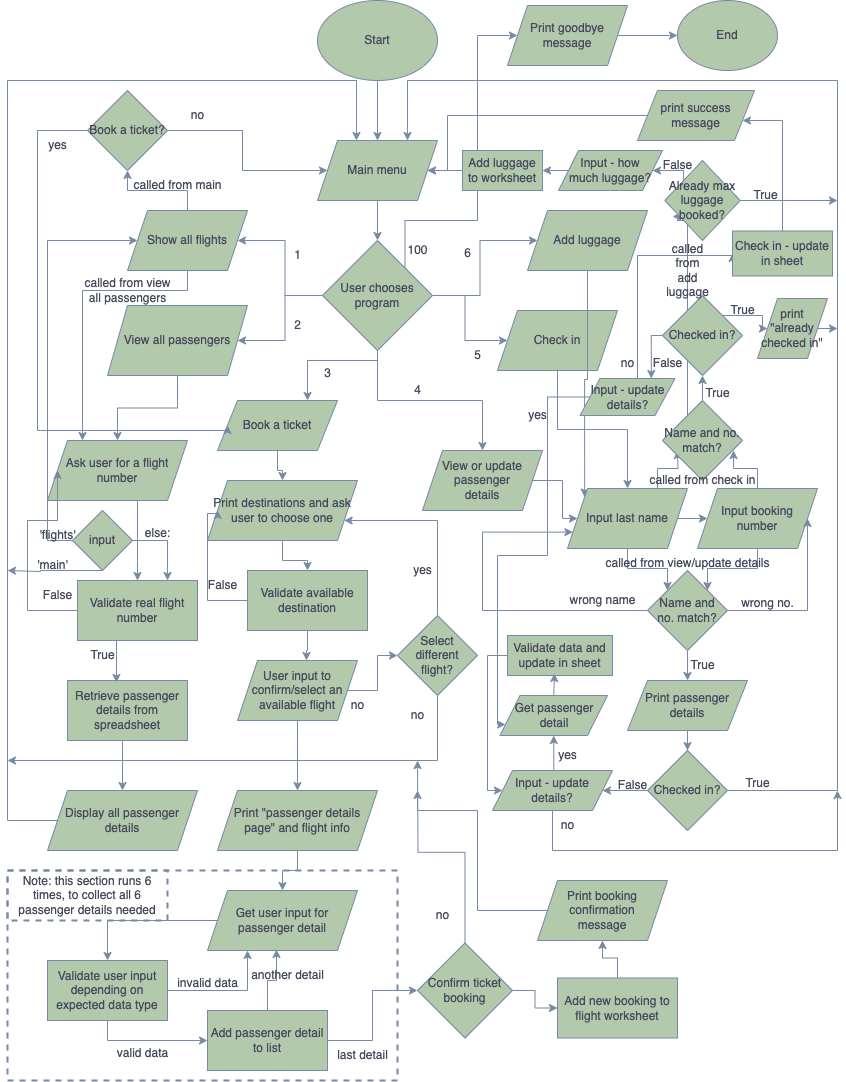 Start
Print goodbye
message
End
Book a ticket?
no
yes
print success
message
Main menu
Add luggage
to worksheet
Input - how
much luggage?
False
Already max
luggage
booked?
True
called from main
Show all flights
1
100
6
Add luggage
Check in - update
in sheet
called
from
add
luggage
called from view
all passengers
User chooses
program
2
View all passengers
5
Check in
True
Checked in?
print
"already
checked in"
no
False
3
4
Input - update
details?
True
yes
Book a ticket
Name and no.
match?
Ask user for a flight
number
View or update
passenger
details
called from check in
Print destinations and ask
user to choose one
Input last name
Input booking
number
'flights'
input
else:
'main'
called from view/update details
yes
False
False
Validate real flight
number
Validate available
destination
wrong name
Name and
no. match?
wrong no.
True
Select
different
flight?
Validate data and
update in sheet
True
Retrieve passenger
details from
spreadsheet
User input to
confirm/select an
available flight
no
no
Get passenger
detail
Print passenger
details
yes
Display all passenger
details
Print "passenger details
page" and flight info
Input - update
details?
False
Checked in?
True
no
Note: this section runs 6
times, to collect all 6
passenger details needed
Get user input for
passenger detail
no
Print booking
confirmation
message
Validate user input
depending on
expected data type
invalid data
another detail
Confirm ticket
booking
Add new booking to
flight worksheet
valid data
Add passenger detail
to list
last detail